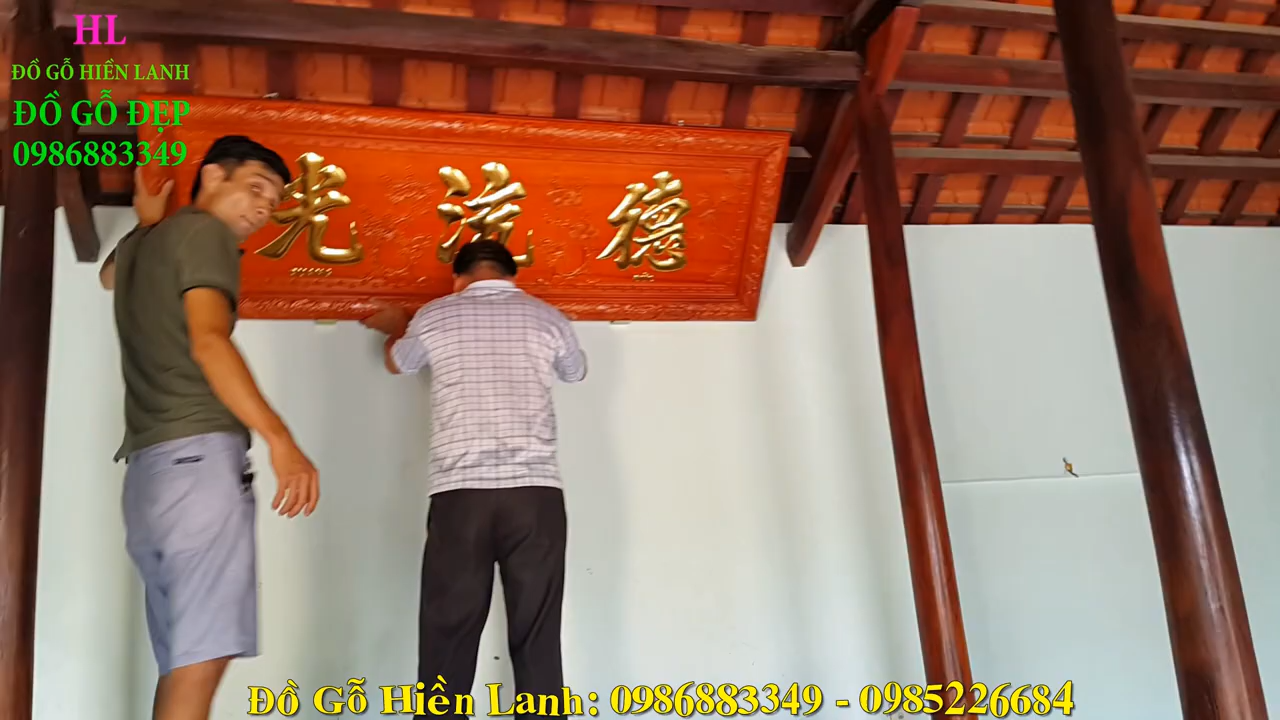 HL
ĐỒ GỖ HIỀN LANH
ĐỒ GỖ ĐẸP
0986883349
光 流 德
Đồ Gỗ Hiền Lanh: 0986883349 - 0985226684